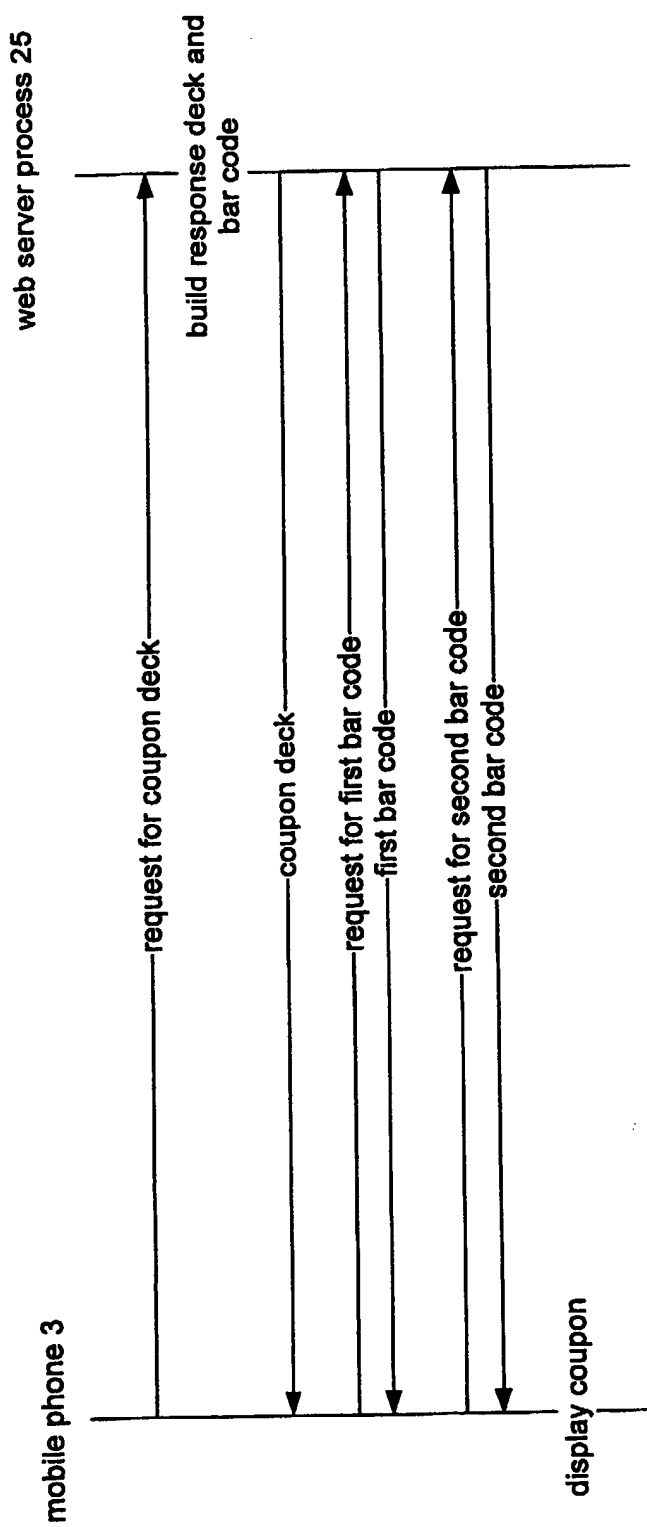 mobile phone 3
web server process 25
request for coupon deck
build response deck and
bar code
coupon deck
request for first bar code
first bar code
request for second bar code
second bar code
display coupon